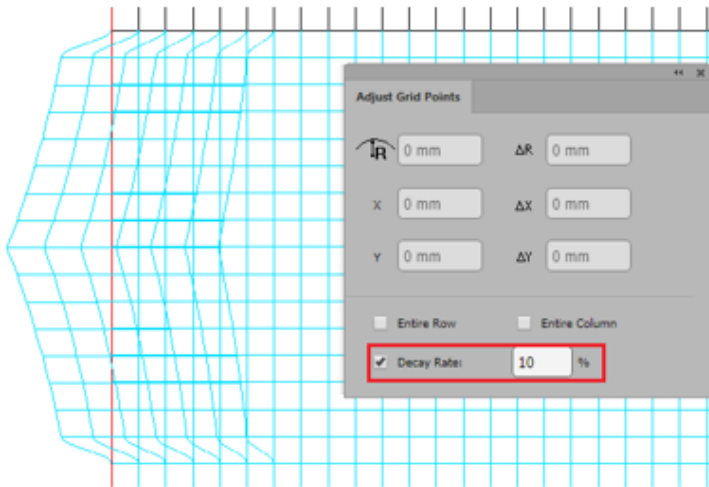 Adjust Grid Points
R 0 mm ΔR 0 mm
X 0 mm ΔX 0 mm
Y 0 mm ΔY 0 mm
Entire Row Entire Column
Decay Rate: 10 %